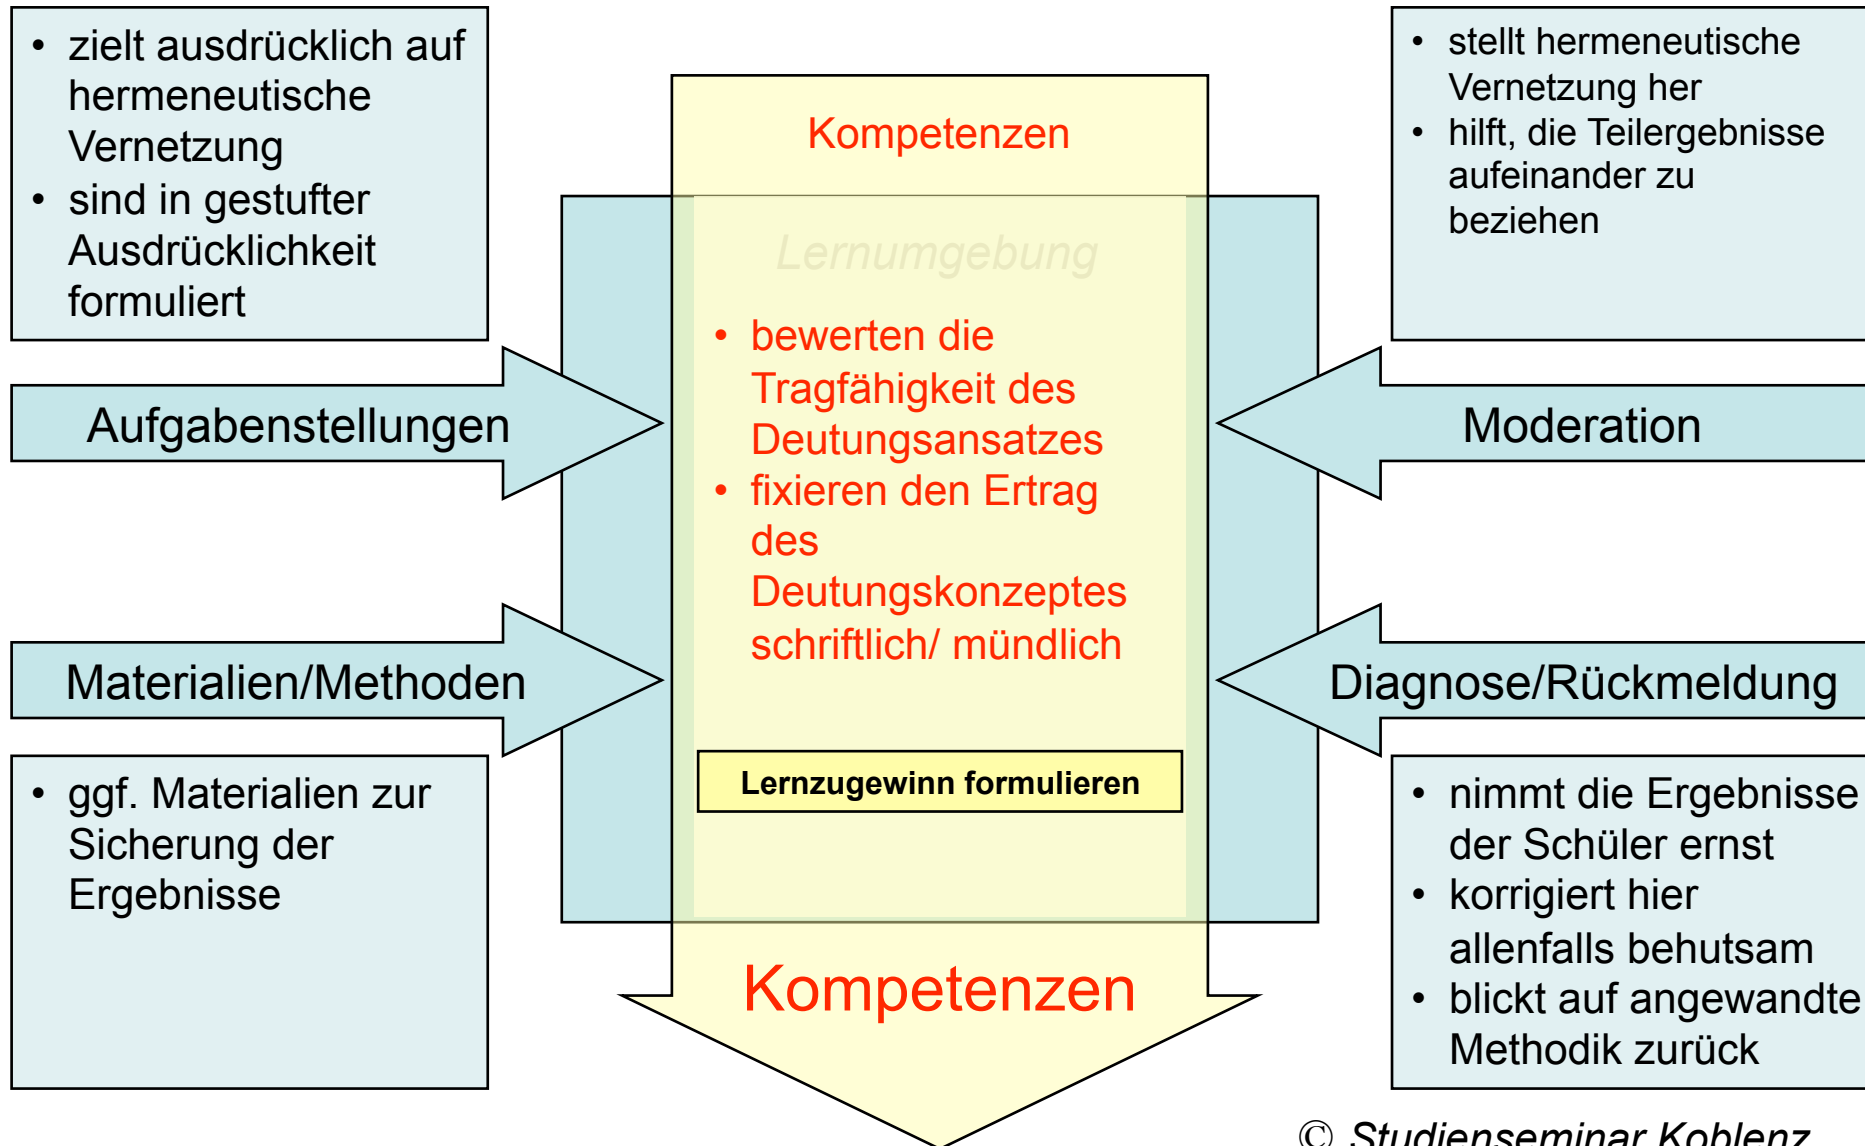 • zielt ausdrücklich auf
hermeneutische
Vernetzung
• sind in gestufter
Ausdrücklichkeit
formuliert
Aufgabenstellungen
Materialien/Methoden
• ggf. Materialien zur
Sicherung der
Ergebnisse
Kompetenzen
Lernumgebung
• bewerten die
Tragfähigkeit des
Deutungsansatzes
• fixieren den Ertrag
des
Deutungskonzeptes
schriftlich/ mündlich
Lernzugewinn formulieren
Kompetenzen
• stellt hermeneutische
Vernetzung her
• hilft, die Teilergebnisse
aufeinander zu
beziehen
Moderation
Diagnose/Rückmeldung
• nimmt die Ergebnisse
der Schüler ernst
• korrigiert hier
allenfalls behutsam
• blickt auf angewandte
Methodik zurück
© Studienseminar Koblenz